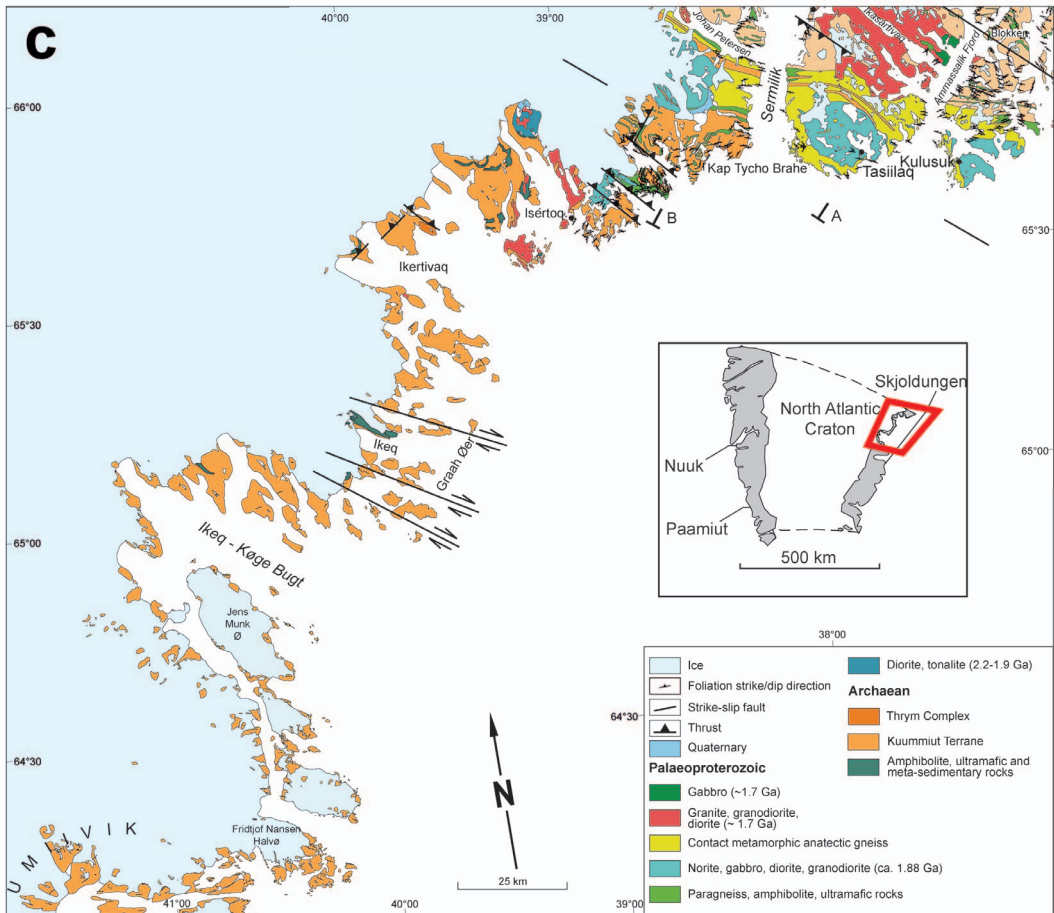 C
40°00'
39°00'
Johan Petersen
Ikasartivaq
Blokken
Ammassalik Fjord
66°00'
Sermilik
Kap Tycho Brahe
Tasiilaq
Kulusuk
Isértoq
B
A
65°30'
Ikertivaq
65°30'
Skjoldungen
North Atlantic
Craton
Nuuk
Paamiut
500 km
Ikeq
Graah Øer
65°00'
65°00'
Ikeq - Køge Bugt
Jens
Munk
Ø
38°00'
64°30'
64°30'
N
Fridtjof Nansen
Halvø
UMIVIK
25 km
41°00'
40°00'
39°00'
Ice
Foliation strike/dip direction
Strike-slip fault
Thrust
Quaternary
Palaeoproterozoic
Gabbro (~1.7 Ga)
Granite, granodiorite,
diorite (~ 1.7 Ga)
Contact metamorphic anatectic gneiss
Norite, gabbro, diorite, granodiorite (ca. 1.88 Ga)
Paragneiss, amphibolite, ultramafic rocks
Diorite, tonalite (2.2-1.9 Ga)
Archaean
Thrym Complex
Kuummiut Terrane
Amphibolite, ultramafic and
meta-sedimentary rocks